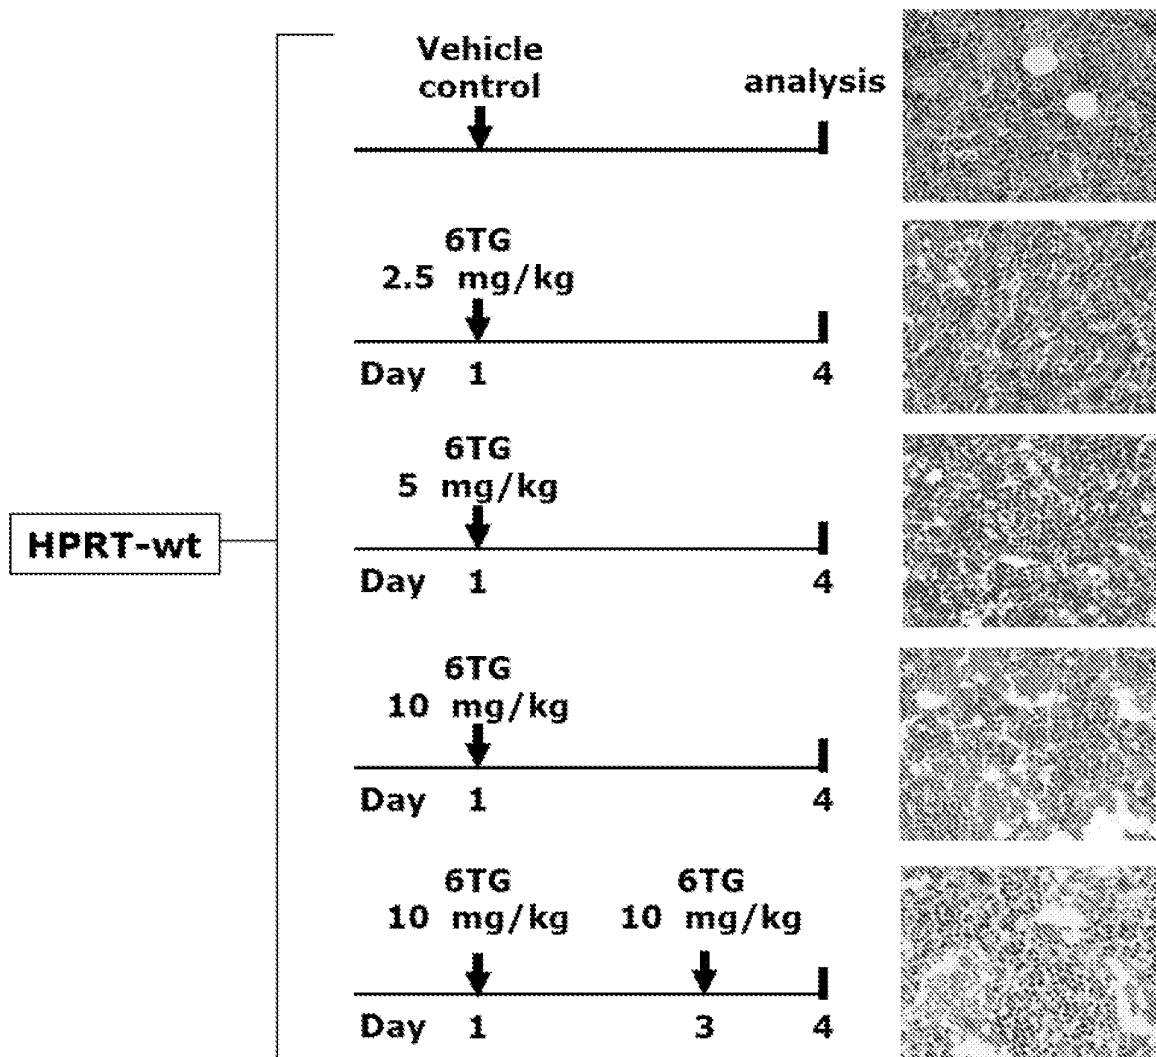 Vehicle
control
analysis
6TG
2.5 mg/kg
Day 1 4
6TG
5 mg/kg
Day 1 4
HPRT-wt
6TG
10 mg/kg
Day 1 4
6TG 6TG
10 mg/kg 10 mg/kg
Day 1 3 4